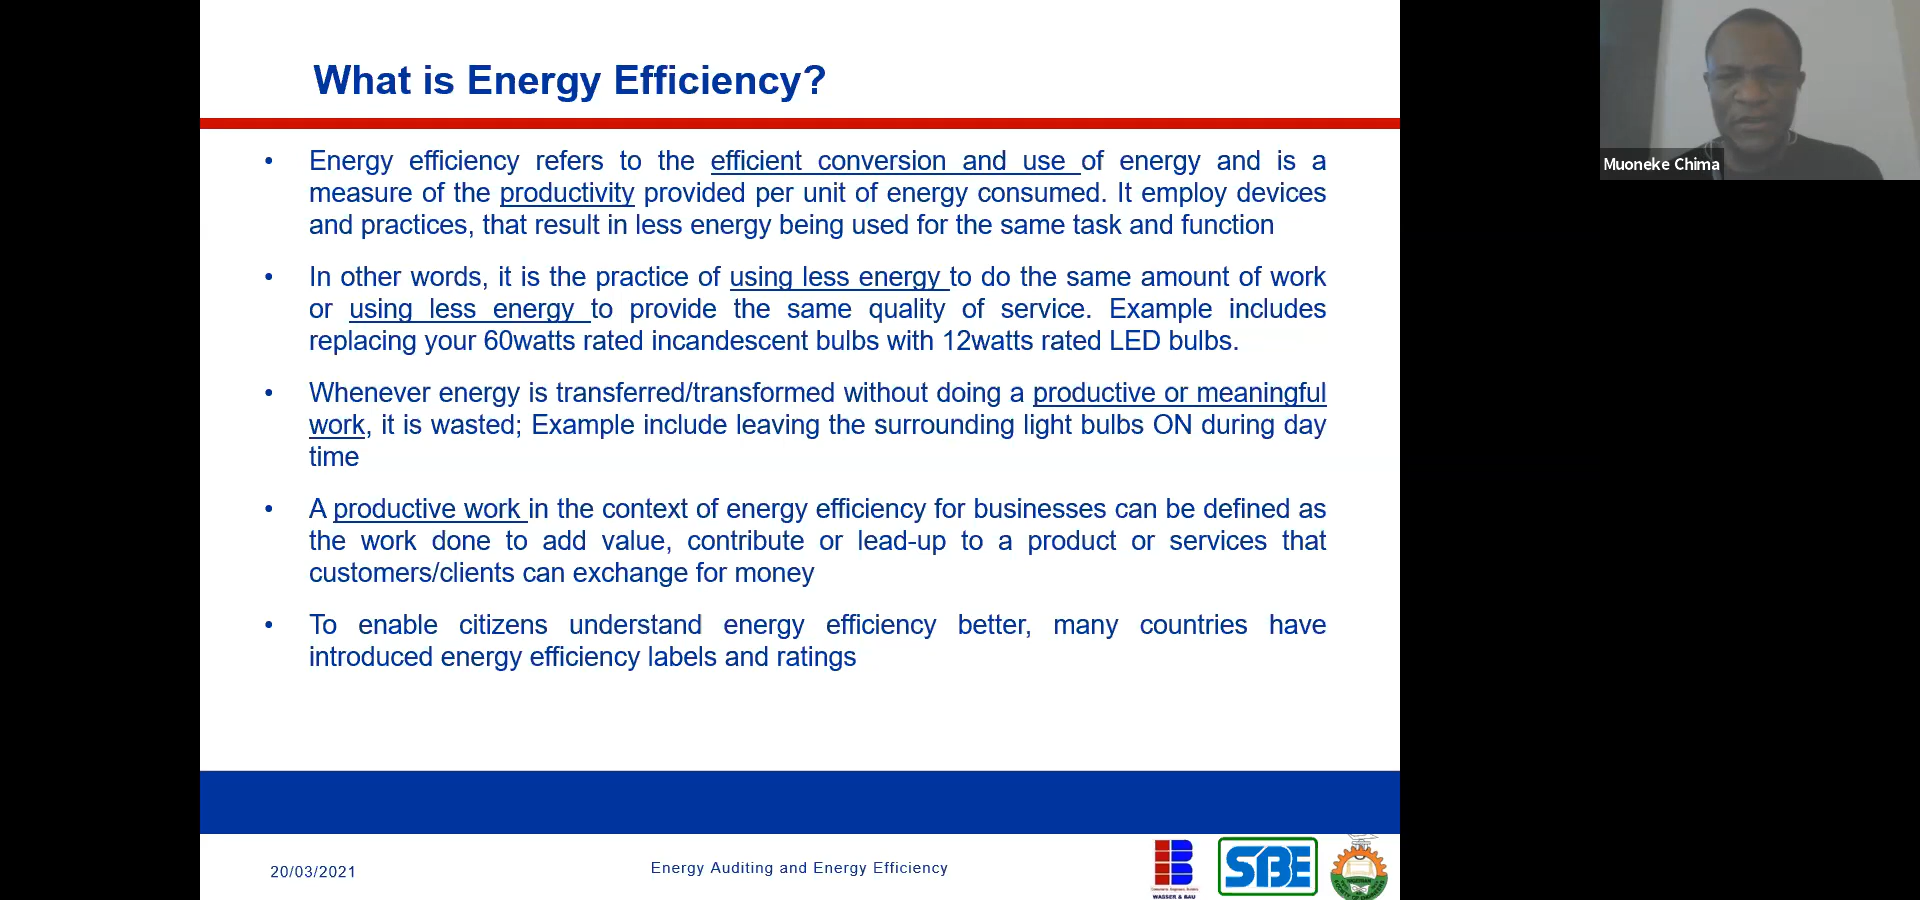 What is Energy Efficiency?
Muoneke Chima
• Energy efficiency refers to the efficient conversion and use of energy and is a
measure of the productivity provided per unit of energy consumed. It employ devices
and practices, that result in less energy being used for the same task and function
• In other words, it is the practice of using less energy to do the same amount of work
or using less energy to provide the same quality of service. Example includes
replacing your 60watts rated incandescent bulbs with 12watts rated LED bulbs.
• Whenever energy is transferred/transformed without doing a productive or meaningful
work, it is wasted; Example include leaving the surrounding light bulbs ON during day
time
• A productive work in the context of energy efficiency for businesses can be defined as
the work done to add value, contribute or lead-up to a product or services that
customers/clients can exchange for money
• To enable citizens understand energy efficiency better, many countries have
introduced energy efficiency labels and ratings
20/03/2021
Energy Auditing and Energy Efficiency
WASSER & BAU
SBE